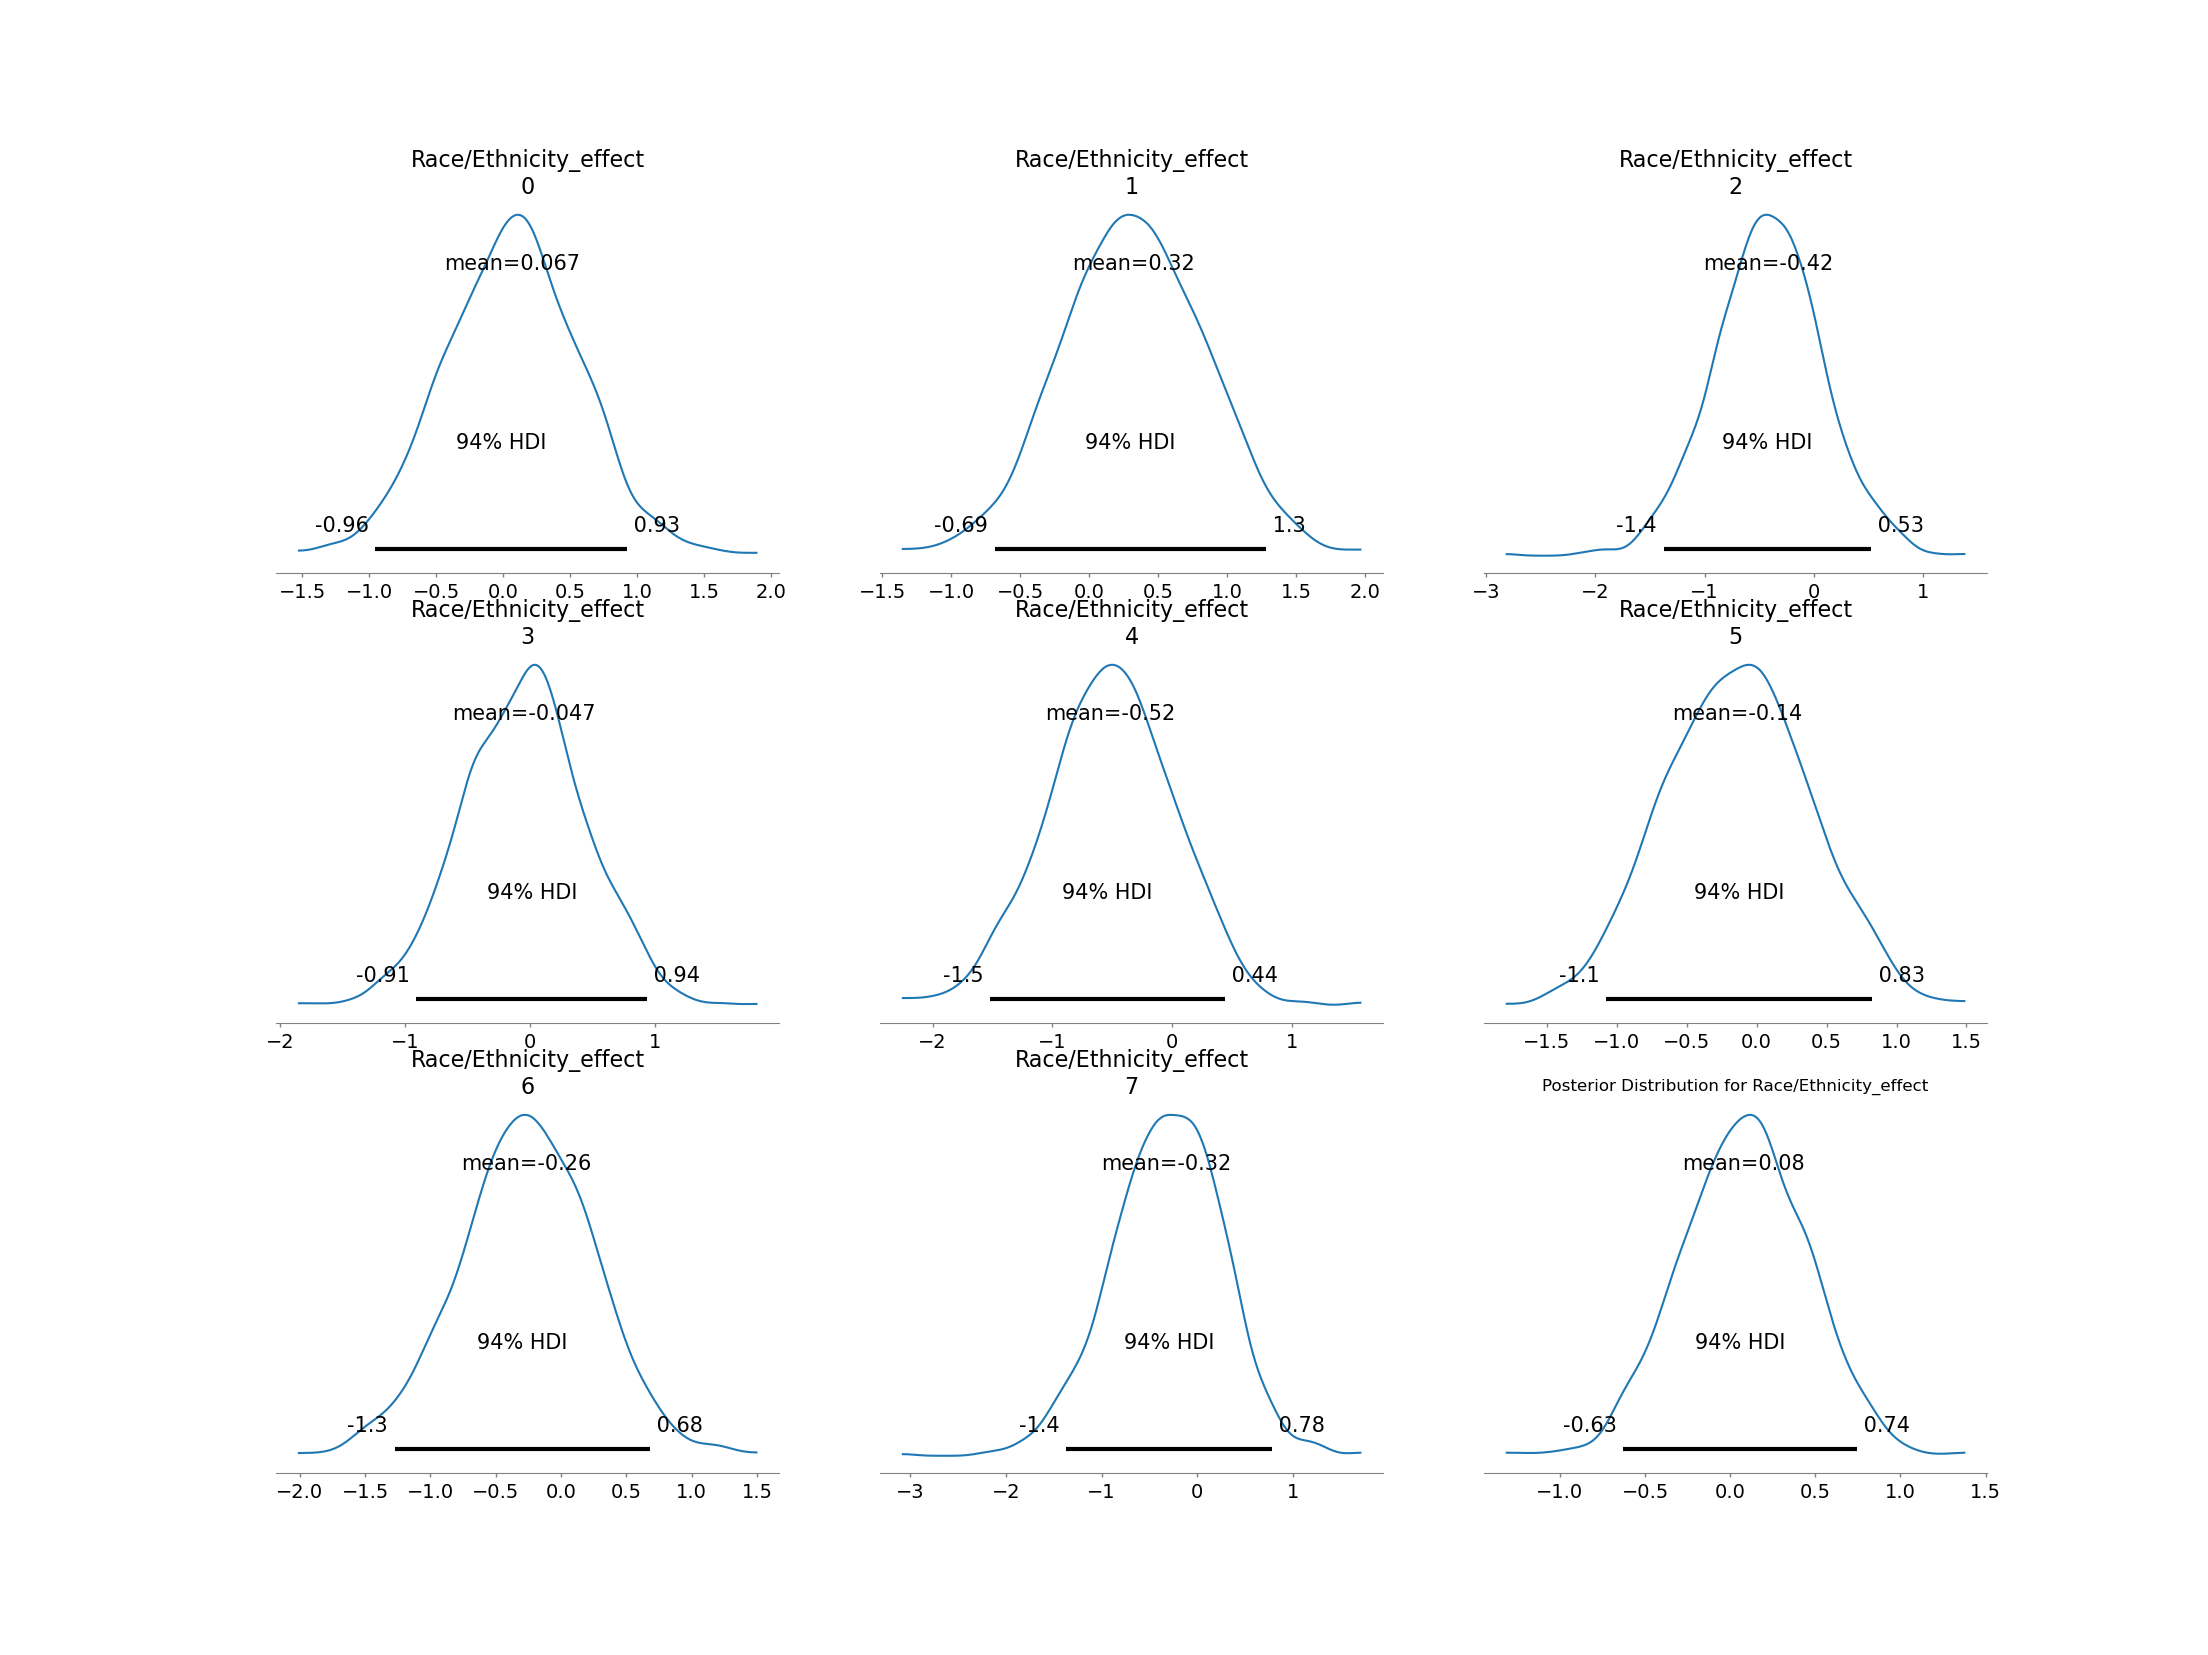 Race/Ethnicity_effect
0
mean=0.067
94% HDI
-0.96
0.93
−1.5 −1.0 −0.5 0.0 0.5 1.0 1.5 2.0
Race/Ethnicity_effect
1
mean=0.32
94% HDI
-0.69
1.3
−1.5 −1.0 −0.5 0.0 0.5 1.0 1.5 2.0
Race/Ethnicity_effect
2
mean=-0.42
94% HDI
-1.4
0.53
−3 −2 −1 0 1
Race/Ethnicity_effect
3
mean=-0.047
94% HDI
-0.91
0.94
−2 −1 0 1
Race/Ethnicity_effect
4
mean=-0.52
94% HDI
-1.5
0.44
−2 −1 0 1
Race/Ethnicity_effect
5
mean=-0.14
94% HDI
-1.1
0.83
−1.5 −1.0 −0.5 0.0 0.5 1.0 1.5
Race/Ethnicity_effect
6
mean=-0.26
94% HDI
-1.3
0.68
−2.0 −1.5 −1.0 −0.5 0.0 0.5 1.0 1.5
Race/Ethnicity_effect
7
mean=-0.32
94% HDI
-1.4
0.78
−3 −2 −1 0 1
Posterior Distribution for Race/Ethnicity_effect
mean=0.08
94% HDI
-0.63
0.74
−1.0 −0.5 0.0 0.5 1.0 1.5